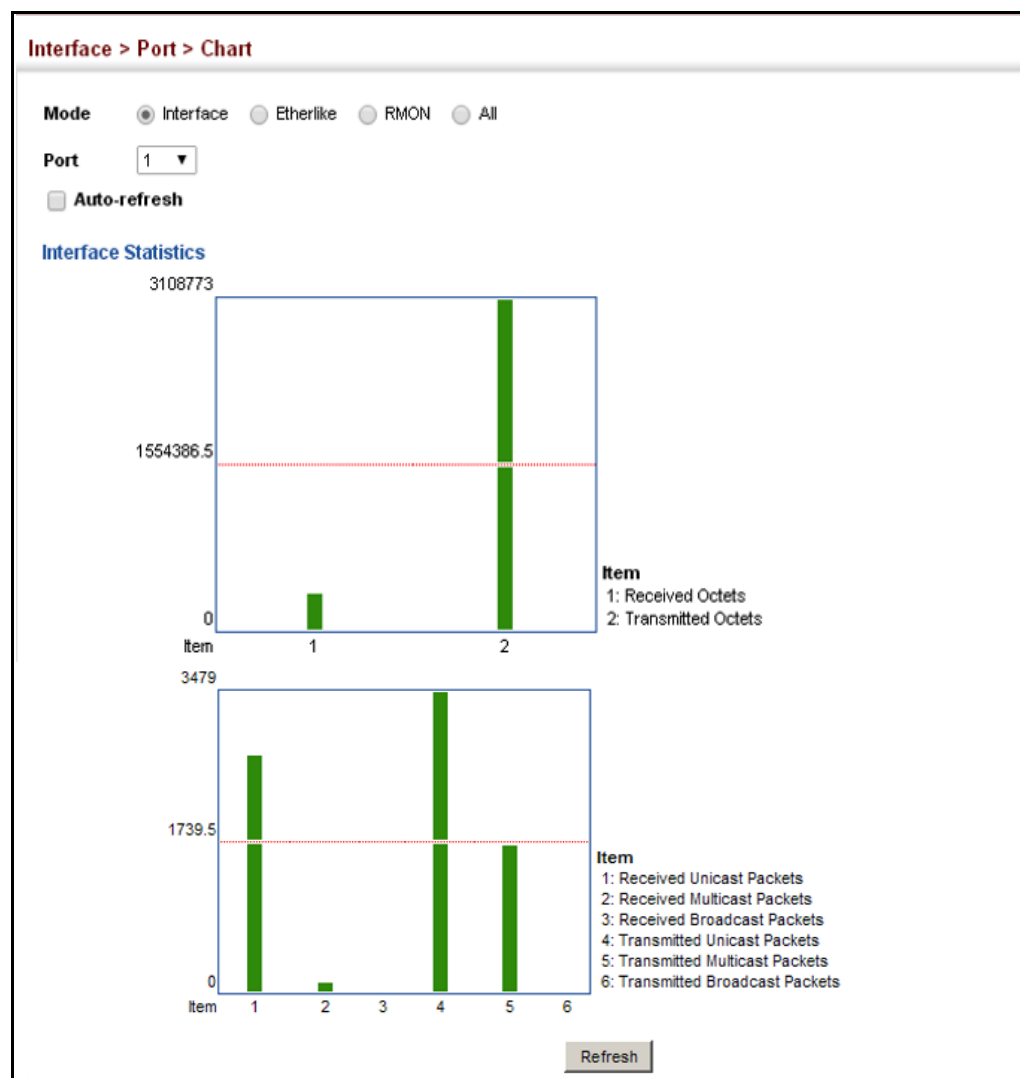 Interface > Port > Chart
Mode Interface Etherlike RMON All
Port 1 ▼
Auto-refresh
Interface Statistics
3108773
1554386.5
0
Item 1 2
Item
1: Received Octets
2: Transmitted Octets
3479
1739.5
0
Item 1 2 3 4 5 6
Item
1: Received Unicast Packets
2: Received Multicast Packets
3: Received Broadcast Packets
4: Transmitted Unicast Packets
5: Transmitted Multicast Packets
6: Transmitted Broadcast Packets
Refresh